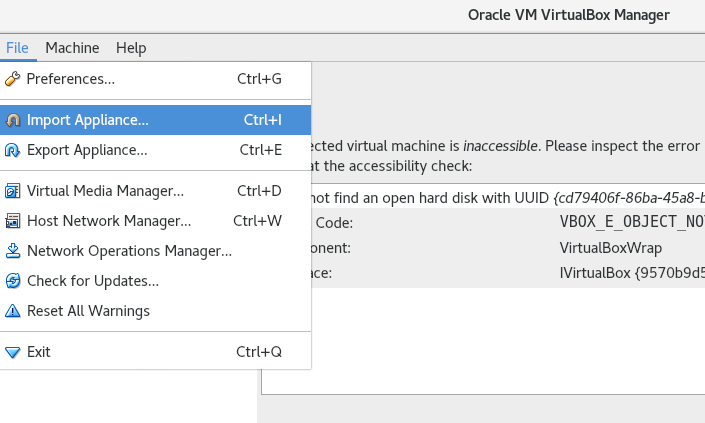 Oracle VM VirtualBox Manager
File Machine Help
Preferences... Ctrl+G
Import Appliance... Ctrl+I
Export Appliance... Ctrl+E
Virtual Media Manager... Ctrl+D
Host Network Manager... Ctrl+W
Network Operations Manager...
Check for Updates...
Reset All Warnings
Exit Ctrl+Q
ected virtual machine is inaccessible. Please inspect the error
at the accessibility check:
not find an open hard disk with UUID {cd79406f-86ba-45a8-b
Code: VBOX_E_OBJECT_NO
onent: VirtualBoxWrap
ace: IVirtualBox {9570b9d5